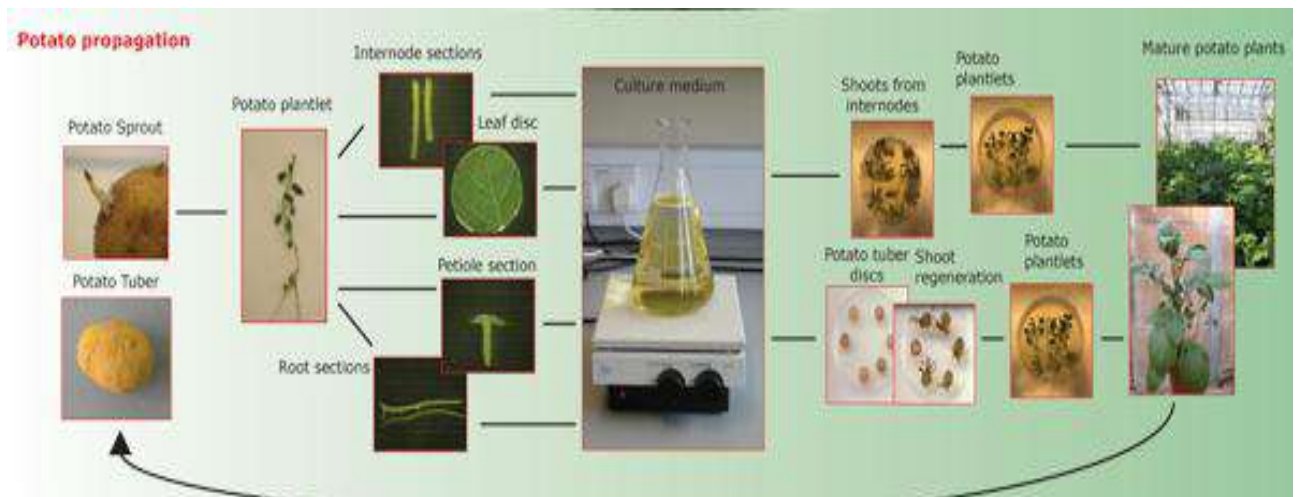 Potato propagation
Potato Sprout
Potato Tuber
Potato plantlet
Internode sections
Leaf disc
Petiole section
Root sections
Culture medium
Shoots from
internodes
Potato
plantlets
Potato tuber
discs
Shoot
regeneration
Potato
plantlets
Mature potato plants